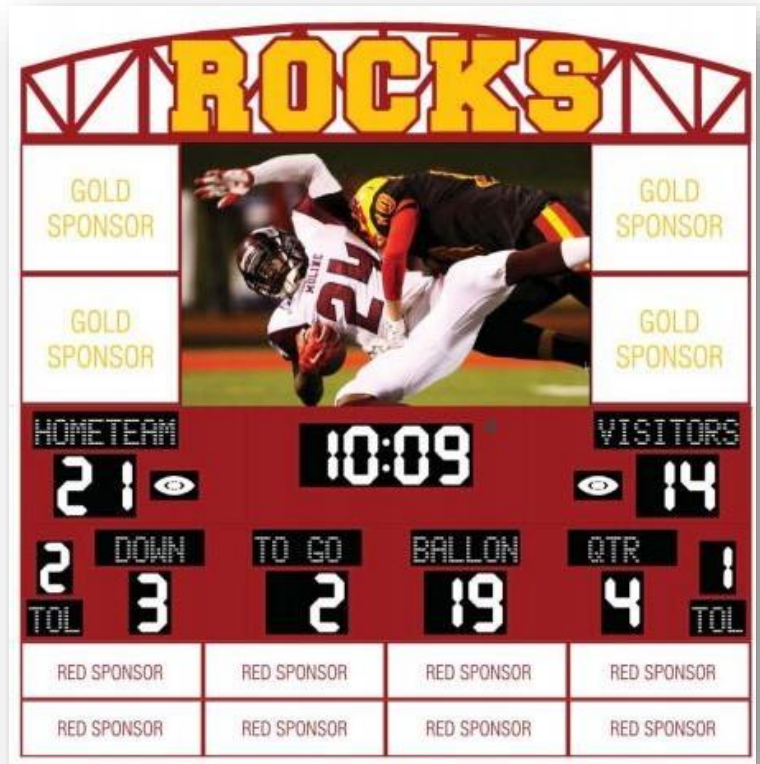 ROCKS
GOLD
SPONSOR
GOLD
SPONSOR
GOLD
SPONSOR
GOLD
SPONSOR
MOLINE
24
HOMETEAM
10:09
VISITORS
21
14
2
DOWN
TO GO
BALLON
QTR
1
TOL
3
2
19
4
TOL
RED SPONSOR
RED SPONSOR
RED SPONSOR
RED SPONSOR
RED SPONSOR
RED SPONSOR
RED SPONSOR
RED SPONSOR